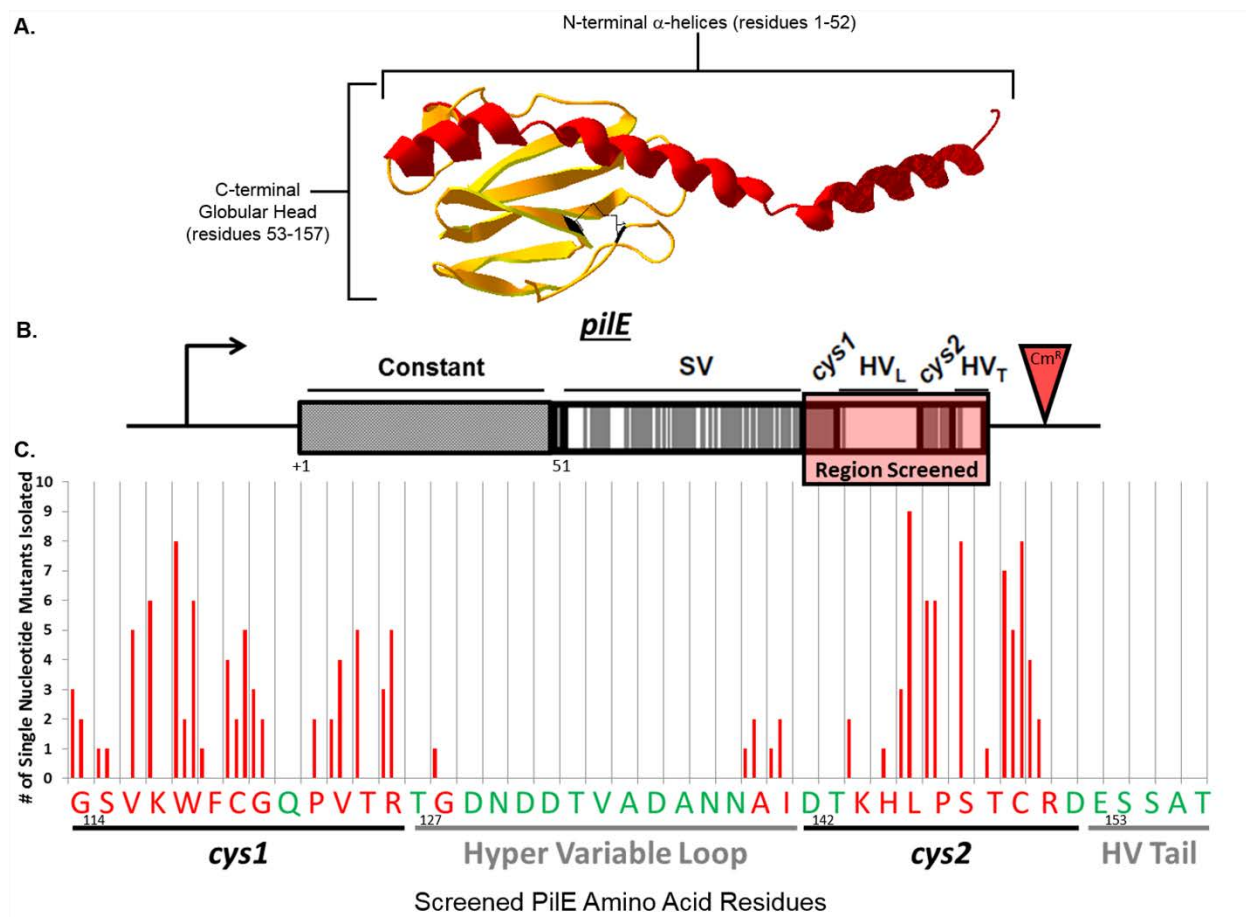 A.
N-terminal α-helices (residues 1-52)
C-terminal
Globular Head
(residues 53-157)
B.
pilE
Constant
SV
cys1
HVL
cys2
HVT
CmR
+1
51
Region Screened
C.
# of Single Nucleotide Mutants Isolated
10
9
8
7
6
5
4
3
2
1
0
G S V K W F C G Q P V T R T G D N D D T V A D A N N A I D T K H L P S T C R D E S S A T
114 127 142 153
cys1 Hyper Variable Loop cys2 HV Tail
Screened PilE Amino Acid Residues